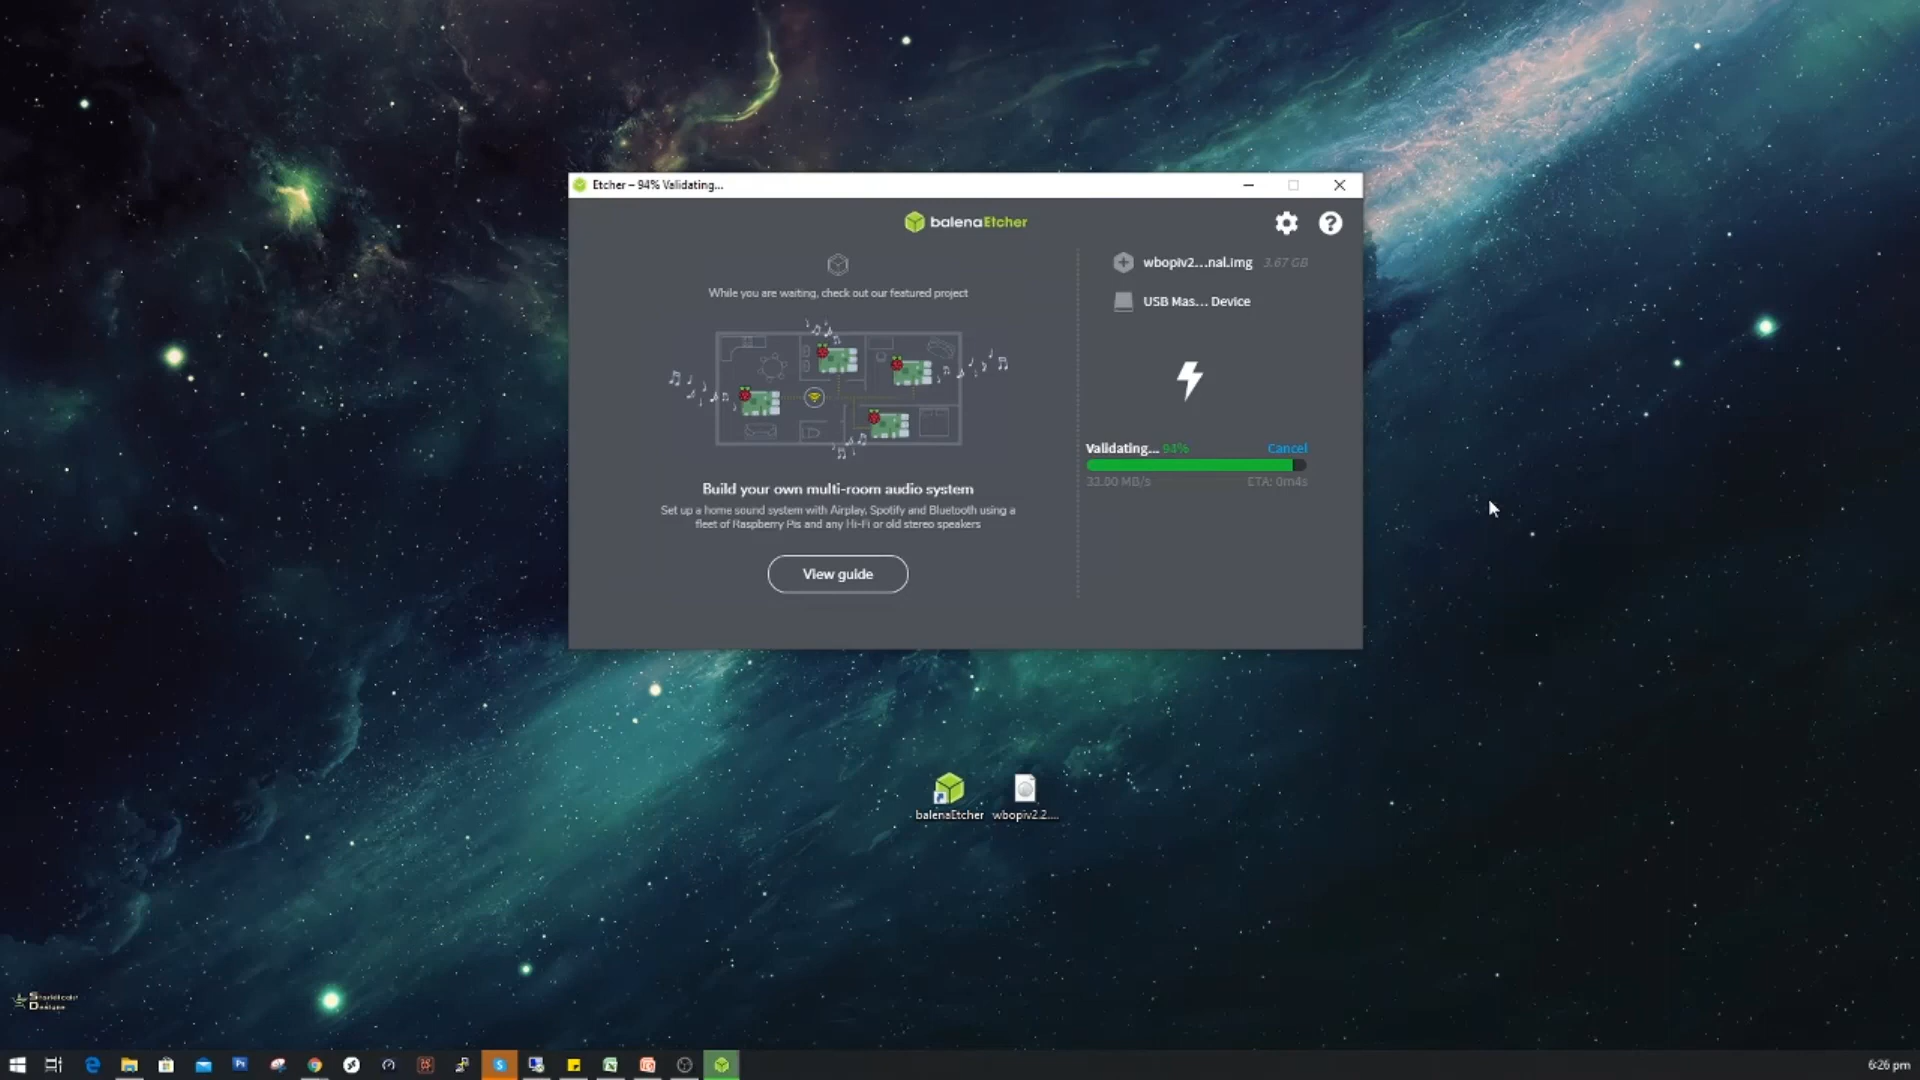 Etcher – 94% Validating...
balenaEtcher
While you are waiting, check out our featured project
Build your own multi-room audio system
Set up a home sound system with Airplay, Spotify and Bluetooth using a
fleet of Raspberry Pis and any Hi-Fi or old stereo speakers
View guide
wbopiv2...nal.img 3.67 GB
USB Mas... Device
Validating... 94% Cancel
33.00 MB/s ETA: 0m4s
balenaEtcher
wbopiv2.2....
6:26 pm